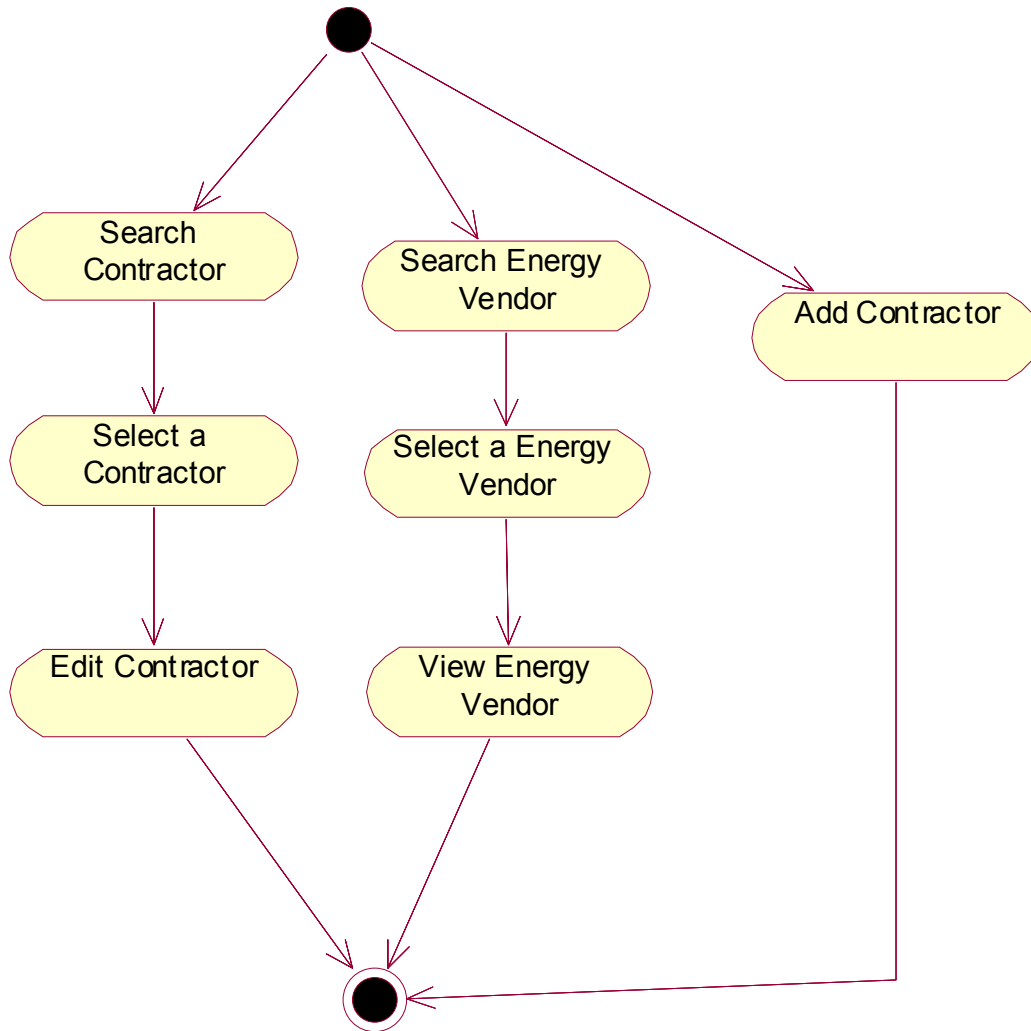 Search
Contractor
Search Energy
Vendor
Add Contractor
Select a
Contractor
Select a Energy
Vendor
Edit Contractor
View Energy
Vendor